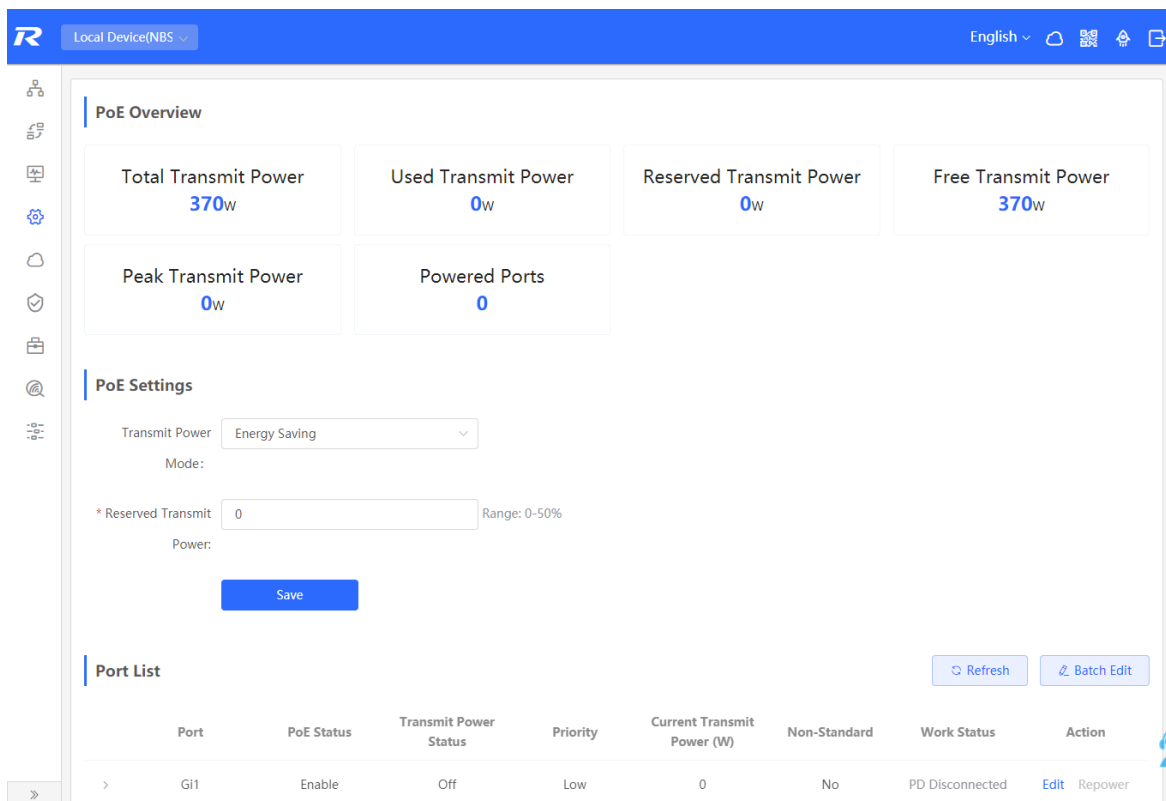 Local Device(NBS
English
PoE Overview
Total Transmit Power
370W
Used Transmit Power
0W
Reserved Transmit Power
0W
Free Transmit Power
370W
Peak Transmit Power
0W
Powered Ports
0
PoE Settings
Transmit Power
Mode:
Energy Saving
* Reserved Transmit
Power:
0
Range: 0-50%
Save
Port List
Refresh
Batch Edit
Port
PoE Status
Transmit Power
Status
Priority
Current Transmit
Power (W)
Non-Standard
Work Status
Action
Gi1
Enable
Off
Low
0
No
PD Disconnected
Edit
Repower